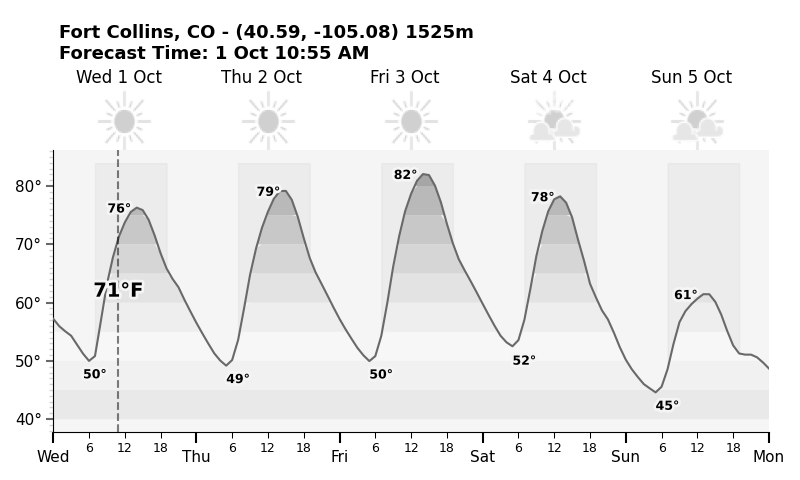 Fort Collins, CO - (40.59, -105.08) 1525m
Forecast Time: 1 Oct 10:55 AM
Wed 1 Oct Thu 2 Oct Fri 3 Oct Sat 4 Oct Sun 5 Oct
80°
70°
60°
50°
40°
76° 79° 82° 78° 61°
71°F
50° 49° 50° 52° 45°
6 12 18 6 12 18 6 12 18 6 12 18 6 12 18
Wed Thu Fri Sat Sun Mon